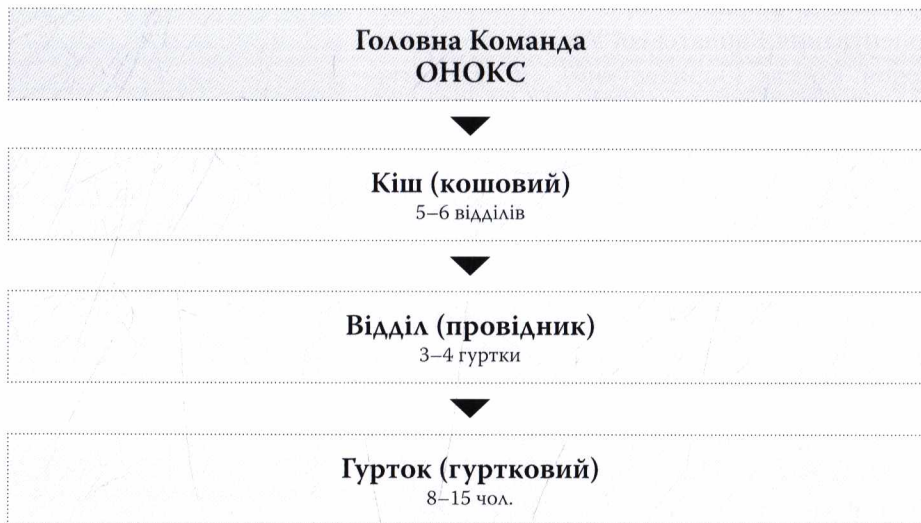 Головна Команда
ОНОКС
Кіш (кошовий)
5–6 відділів
Відділ (провідник)
3–4 гуртки
Гурток (гуртковий)
8–15 чол.